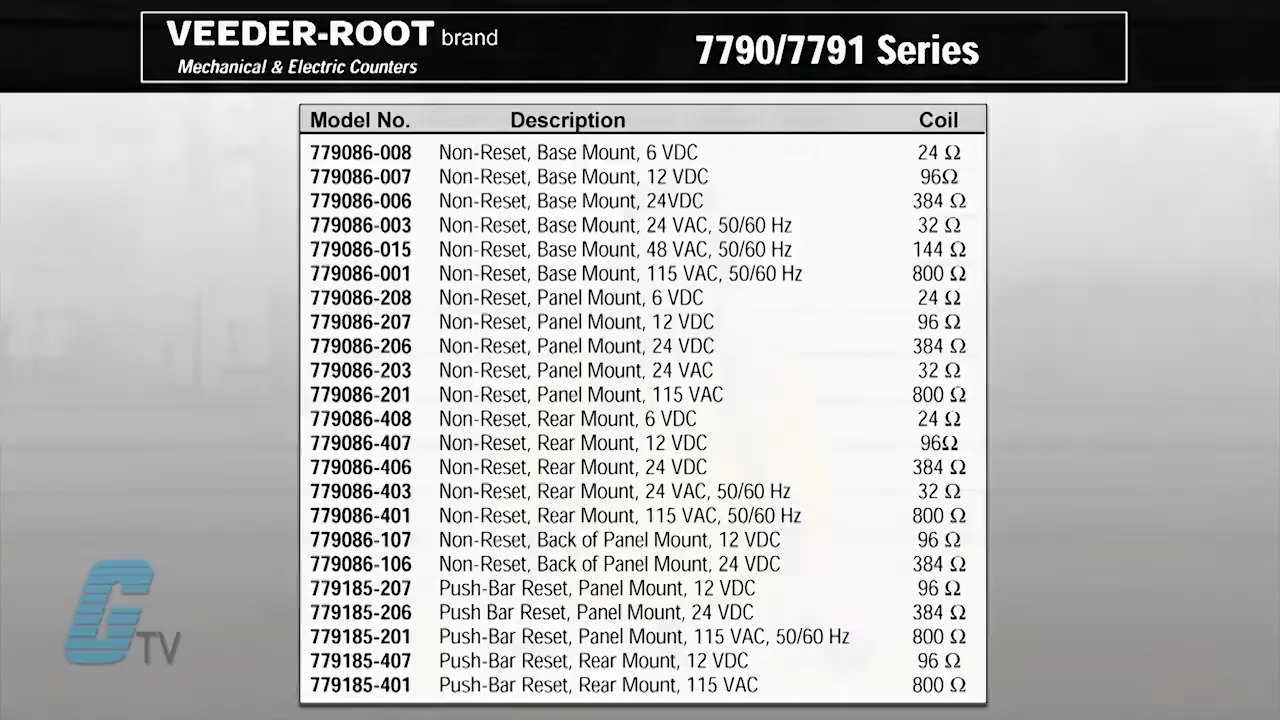 VEEDER-ROOT brand
Mechanical & Electric Counters
7790/7791 Series
Model No. Description Coil
779086-008 Non-Reset, Base Mount, 6 VDC 24 Ω
779086-007 Non-Reset, Base Mount, 12 VDC 96Ω
779086-006 Non-Reset, Base Mount, 24VDC 384 Ω
779086-003 Non-Reset, Base Mount, 24 VAC, 50/60 Hz 32 Ω
779086-015 Non-Reset, Base Mount, 48 VAC, 50/60 Hz 144 Ω
779086-001 Non-Reset, Base Mount, 115 VAC, 50/60 Hz 800 Ω
779086-208 Non-Reset, Panel Mount, 6 VDC 24 Ω
779086-207 Non-Reset, Panel Mount, 12 VDC 96 Ω
779086-206 Non-Reset, Panel Mount, 24 VDC 384 Ω
779086-203 Non-Reset, Panel Mount, 24 VAC 32 Ω
779086-201 Non-Reset, Panel Mount, 115 VAC 800 Ω
779086-408 Non-Reset, Rear Mount, 6 VDC 24 Ω
779086-407 Non-Reset, Rear Mount, 12 VDC 96Ω
779086-406 Non-Reset, Rear Mount, 24 VDC 384 Ω
779086-403 Non-Reset, Rear Mount, 24 VAC, 50/60 Hz 32 Ω
779086-401 Non-Reset, Rear Mount, 115 VAC, 50/60 Hz 800 Ω
779086-107 Non-Reset, Back of Panel Mount, 12 VDC 96 Ω
779086-106 Non-Reset, Back of Panel Mount, 24 VDC 384 Ω
779185-207 Push-Bar Reset, Panel Mount, 12 VDC 96 Ω
779185-206 Push Bar Reset, Panel Mount, 24 VDC 384 Ω
779185-201 Push-Bar Reset, Panel Mount, 115 VAC, 50/60 Hz 800 Ω
779185-407 Push-Bar Reset, Rear Mount, 12 VDC 96 Ω
779185-401 Push-Bar Reset, Rear Mount, 115 VAC 800 Ω
G TV